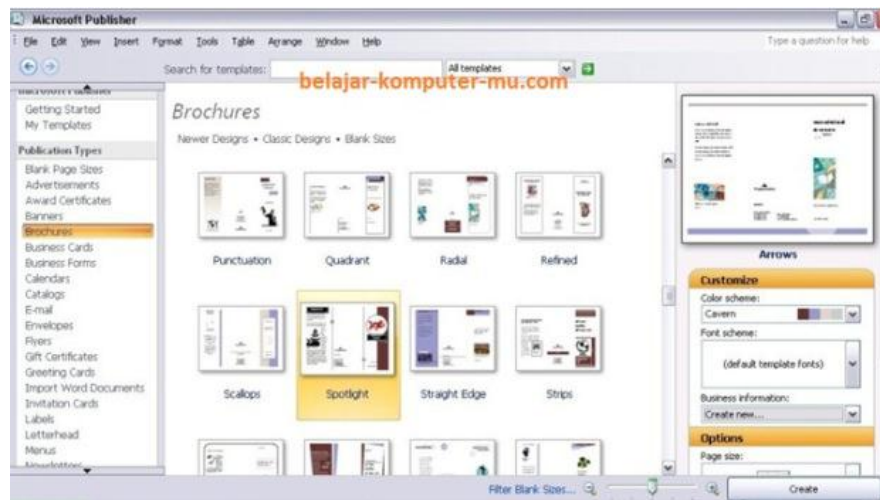 Microsoft Publisher
File Edit View Insert Format Tools Table Arrange Window Help
Type a question for help
Search for templates: All templates
belajar-komputer-mu.com
Microsoft Publisher
Getting Started
My Templates
Publication Types
Blank Page Sizes
Advertisements
Award Certificates
Banners
Brochures
Business Cards
Business Forms
Calendars
Catalogs
E-mail
Envelopes
Flyers
Gift Certificates
Greeting Cards
Import Word Documents
Invitation Cards
Labels
Letterhead
Menus
Newsletters
Brochures
Newer Designs • Classic Designs • Blank Sizes
Punctuation Quadrant Radial Refined
Scallops Spotlight Straight Edge Strips
Arrows
Customize
Color scheme:
Cavern
Font scheme:
(default template fonts)
Business information:
Create new...
Options
Page size:
Filter Blank Sizes...
Create